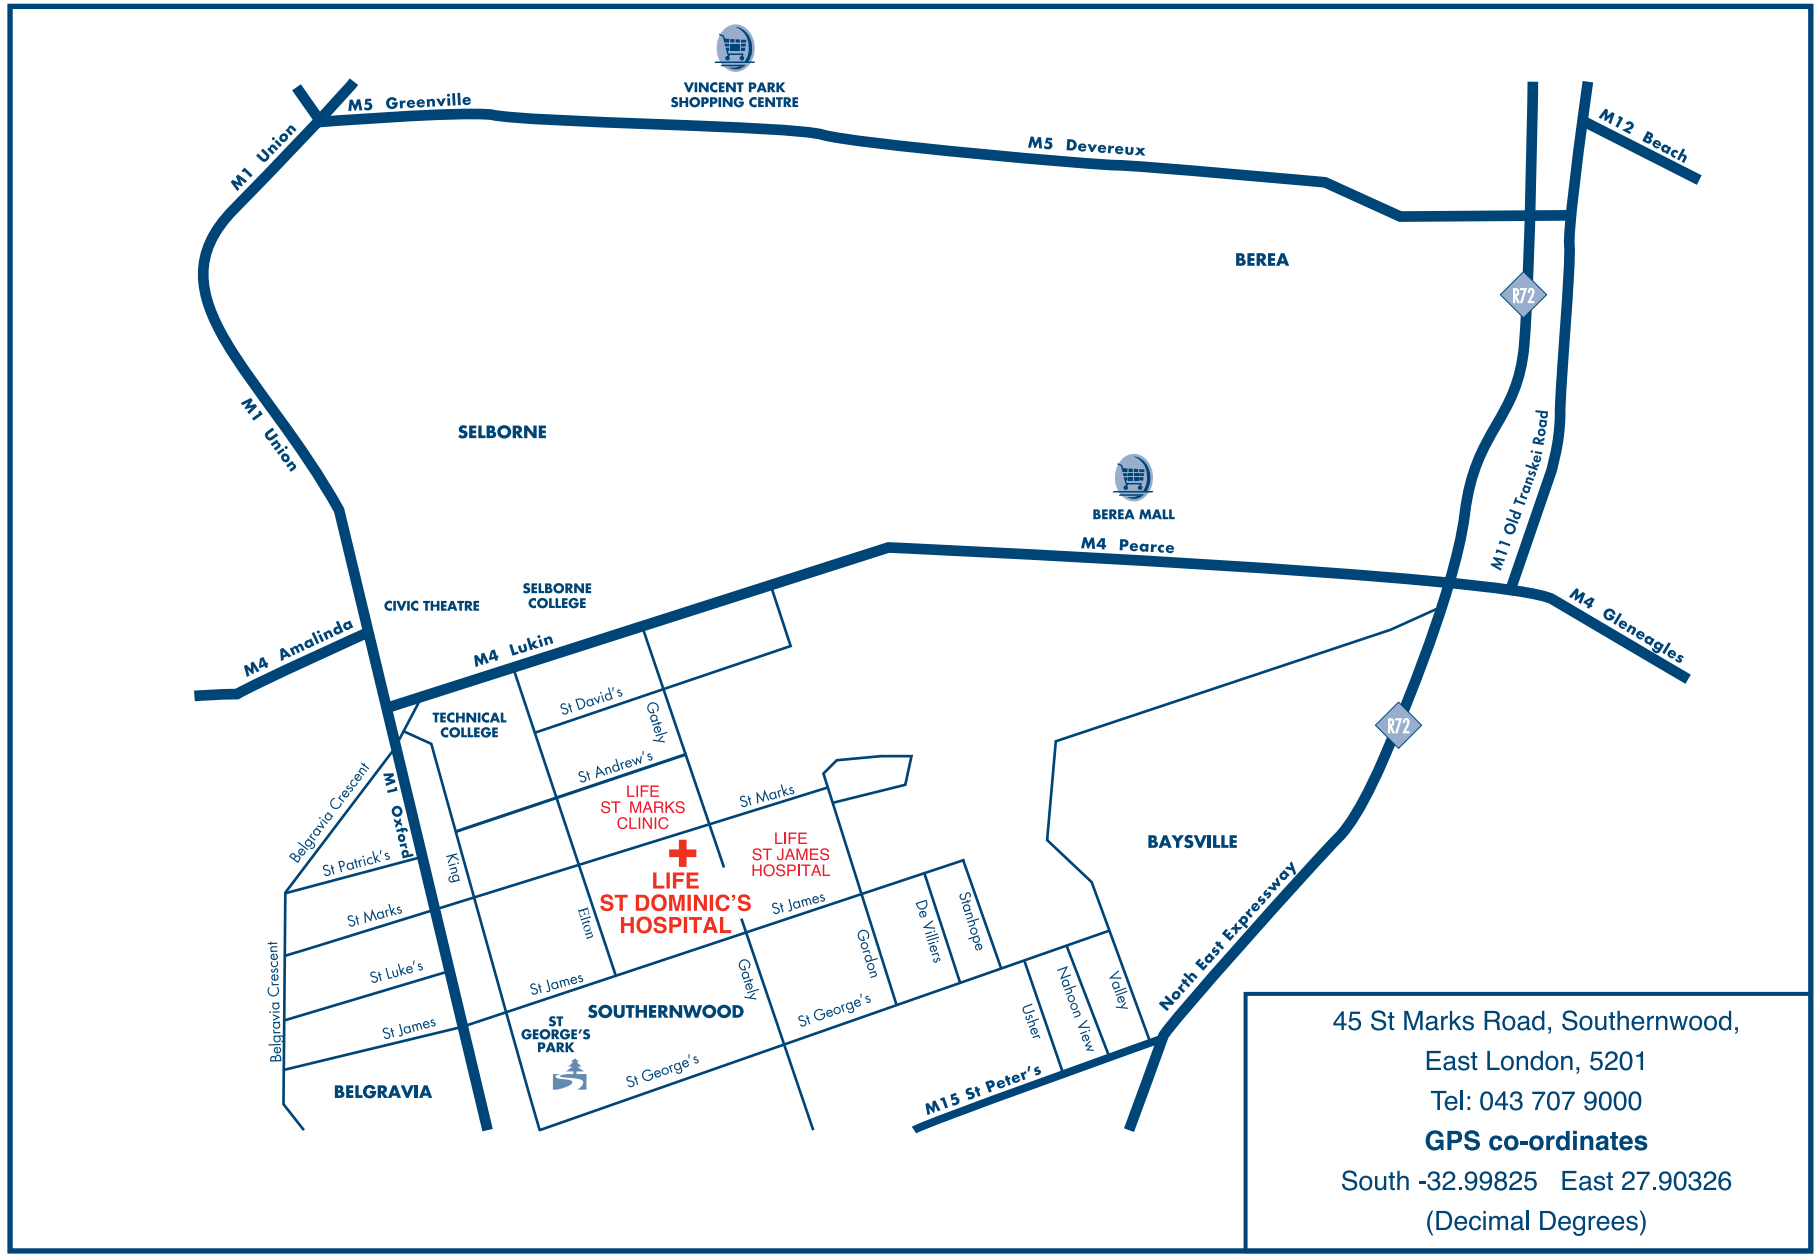 VINCENT PARK
SHOPPING CENTRE
M5 Greenville
M1 Union
M5 Devereux
M12 Beach
BEREA
R72
M1 Union
SELBORNE
M11 Old Transkei Road
BEREA MALL
M4 Pearce
CIVIC THEATRE
SELBORNE
COLLEGE
M4 Amalinda
M4 Lukin
M4 Gleneagles
St David's
Gately
TECHNICAL
COLLEGE
R72
St Andrew's
Belgravia Crescent
M1 Oxford
LIFE
ST MARKS
CLINIC
St Marks
St Patrick's
King
LIFE
ST JAMES
HOSPITAL
BAYSVILLE
LIFE
ST DOMINIC'S
HOSPITAL
St Marks
Elton
St James
Gordon
De Villiers
Stanhope
North East Expressway
Belgravia Crescent
St Luke's
St James
Gately
Usher
Nahoon View
Valley
St James
SOUTHERNWOOD
St George's
ST
GEORGE'S
PARK
St George's
BELGRAVIA
M15 St Peter's
45 St Marks Road, Southernwood,
East London, 5201
Tel: 043 707 9000
GPS co-ordinates
South -32.99825 East 27.90326
(Decimal Degrees)